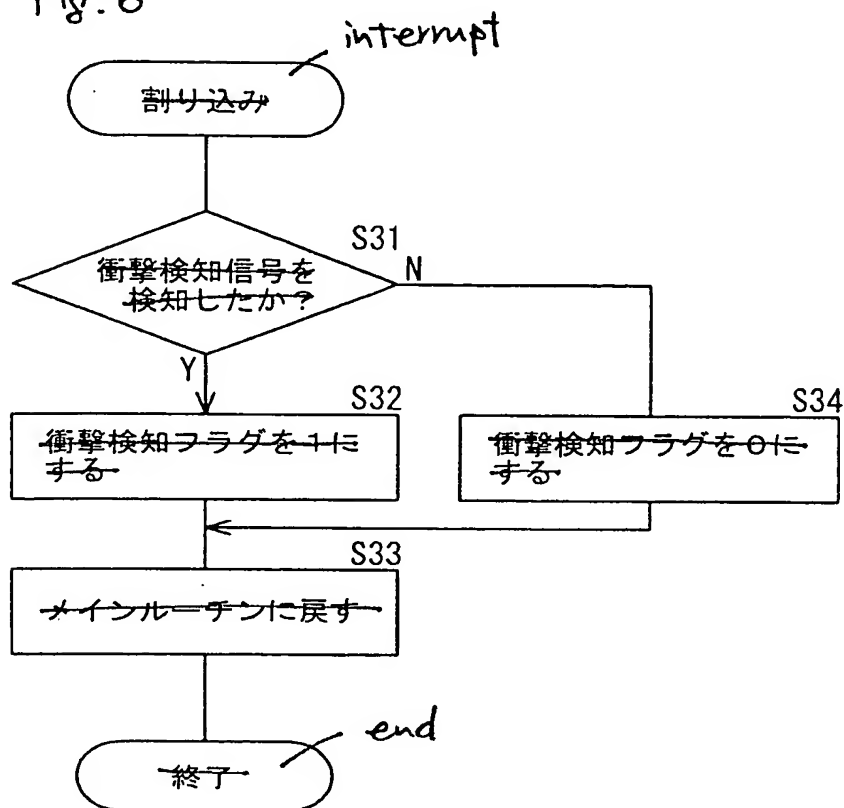 interrupt
割り込み
S31
衝撃検知信号を
検知したか?
N
Y
S32
衝撃検知フラグを1に
する
S34
衝撃検知フラグを0に
する
S33
メインルーチンに戻す
end
終了